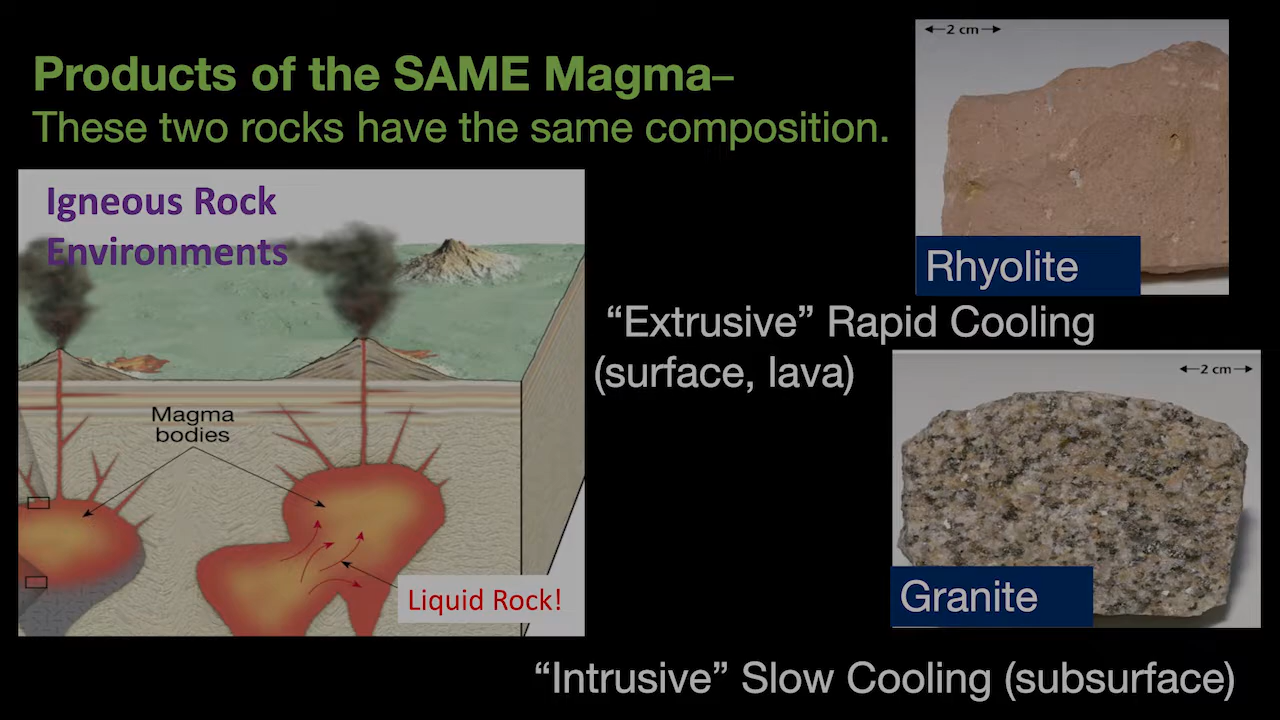 Products of the SAME Magma–
These two rocks have the same composition.
Igneous Rock
Environments
Magma
bodies
Liquid Rock!
2 cm
Rhyolite
“Extrusive” Rapid Cooling
(surface, lava)
2 cm
Granite
“Intrusive” Slow Cooling (subsurface)